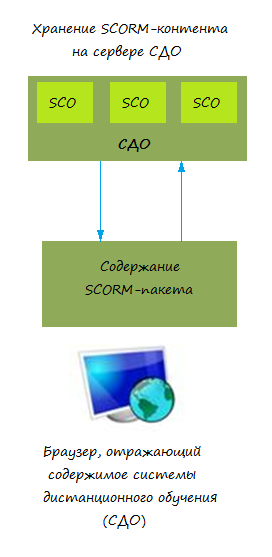 Хранение SCORM-контента
на сервере СДО
SCO SCO SCO
СДО
Содержание
SCORM-пакета
Браузер, отражающий
содержимое системы
дистанционного обучения
(СДО)